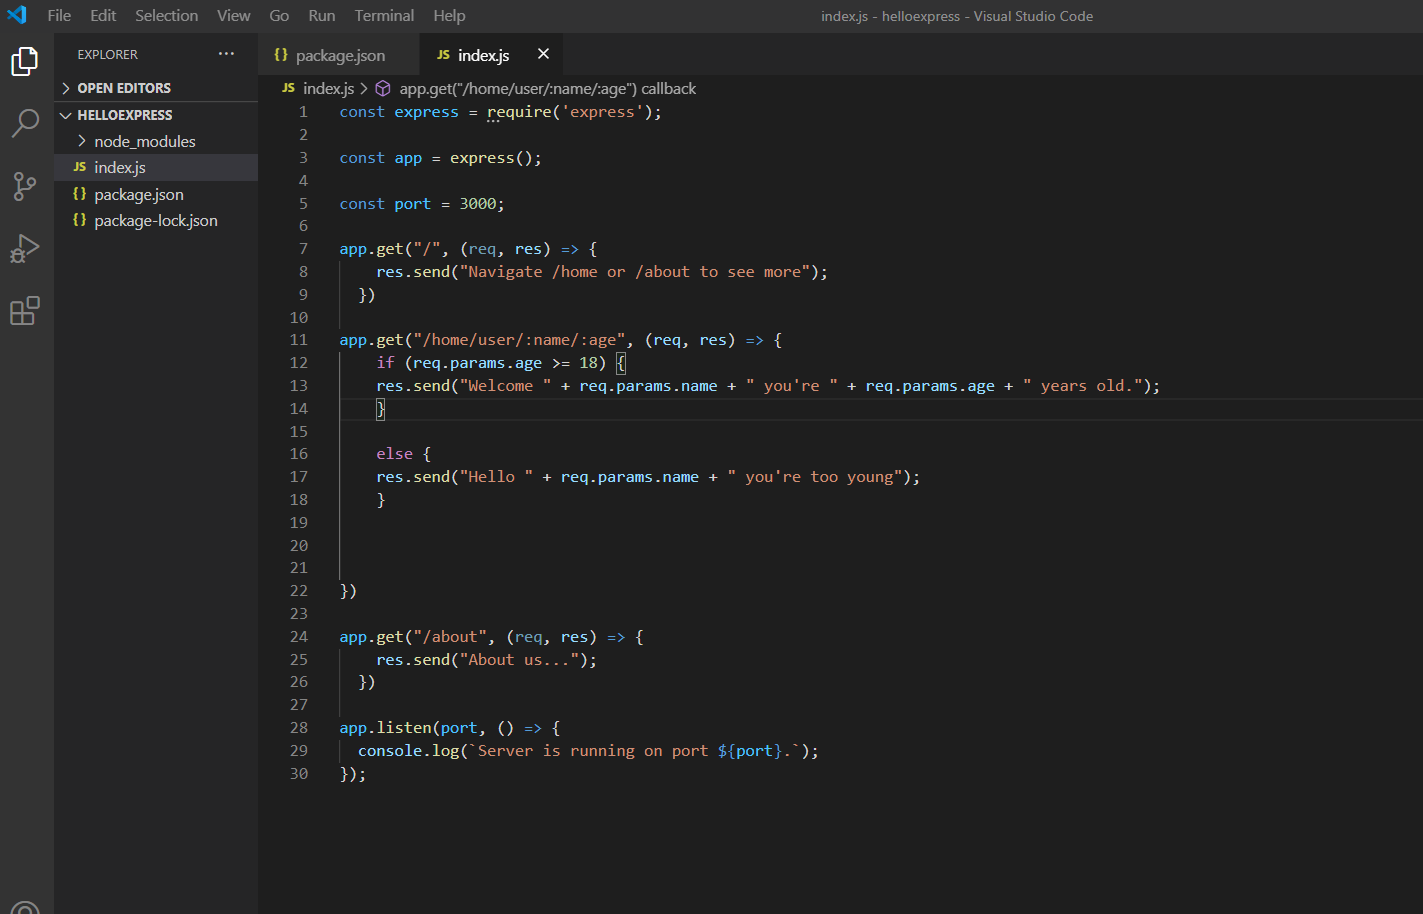 File Edit Selection View Go Run Terminal Help index.js - helloexpress - Visual Studio Code
EXPLORER ···
OPEN EDITORS
HELLOEXPRESS
node_modules
JS index.js
{} package.json
{} package-lock.json
{} package.json JS index.js ×
JS index.js > app.get("/home/user/:name/:age") callback
1 const express = require('express');
2
3 const app = express();
4
5 const port = 3000;
6
7 app.get("/", (req, res) => {
8     res.send("Navigate /home or /about to see more");
9   })
10
11 app.get("/home/user/:name/:age", (req, res) => {
12     if (req.params.age >= 18) {
13     res.send("Welcome " + req.params.name + " you're " + req.params.age + " years old.");
14     }
15
16     else {
17     res.send("Hello " + req.params.name + " you're too young");
18     }
19
20
21
22 })
23
24 app.get("/about", (req, res) => {
25     res.send("About us...");
26   })
27
28 app.listen(port, () => {
29   console.log(`Server is running on port ${port}.`);
30 });